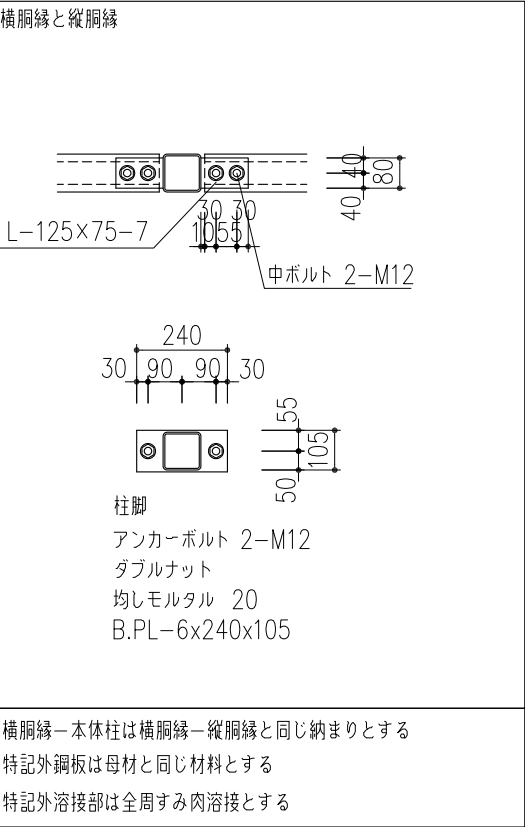 横胴縁と縦胴縁
40
80
40
30 30
1055
L-125×75-7
中ボルト 2-M12
240
30 90 90 30
55
105
50
柱脚
アンカーボルト 2-M12
ダブルナット
均しモルタル 20
B.PL-6x240x105
横胴縁－本体柱は横胴縁－縦胴縁と同じ納まりとする
特記外鋼板は母材と同じ材料とする
特記外溶接部は全周すみ肉溶接とする